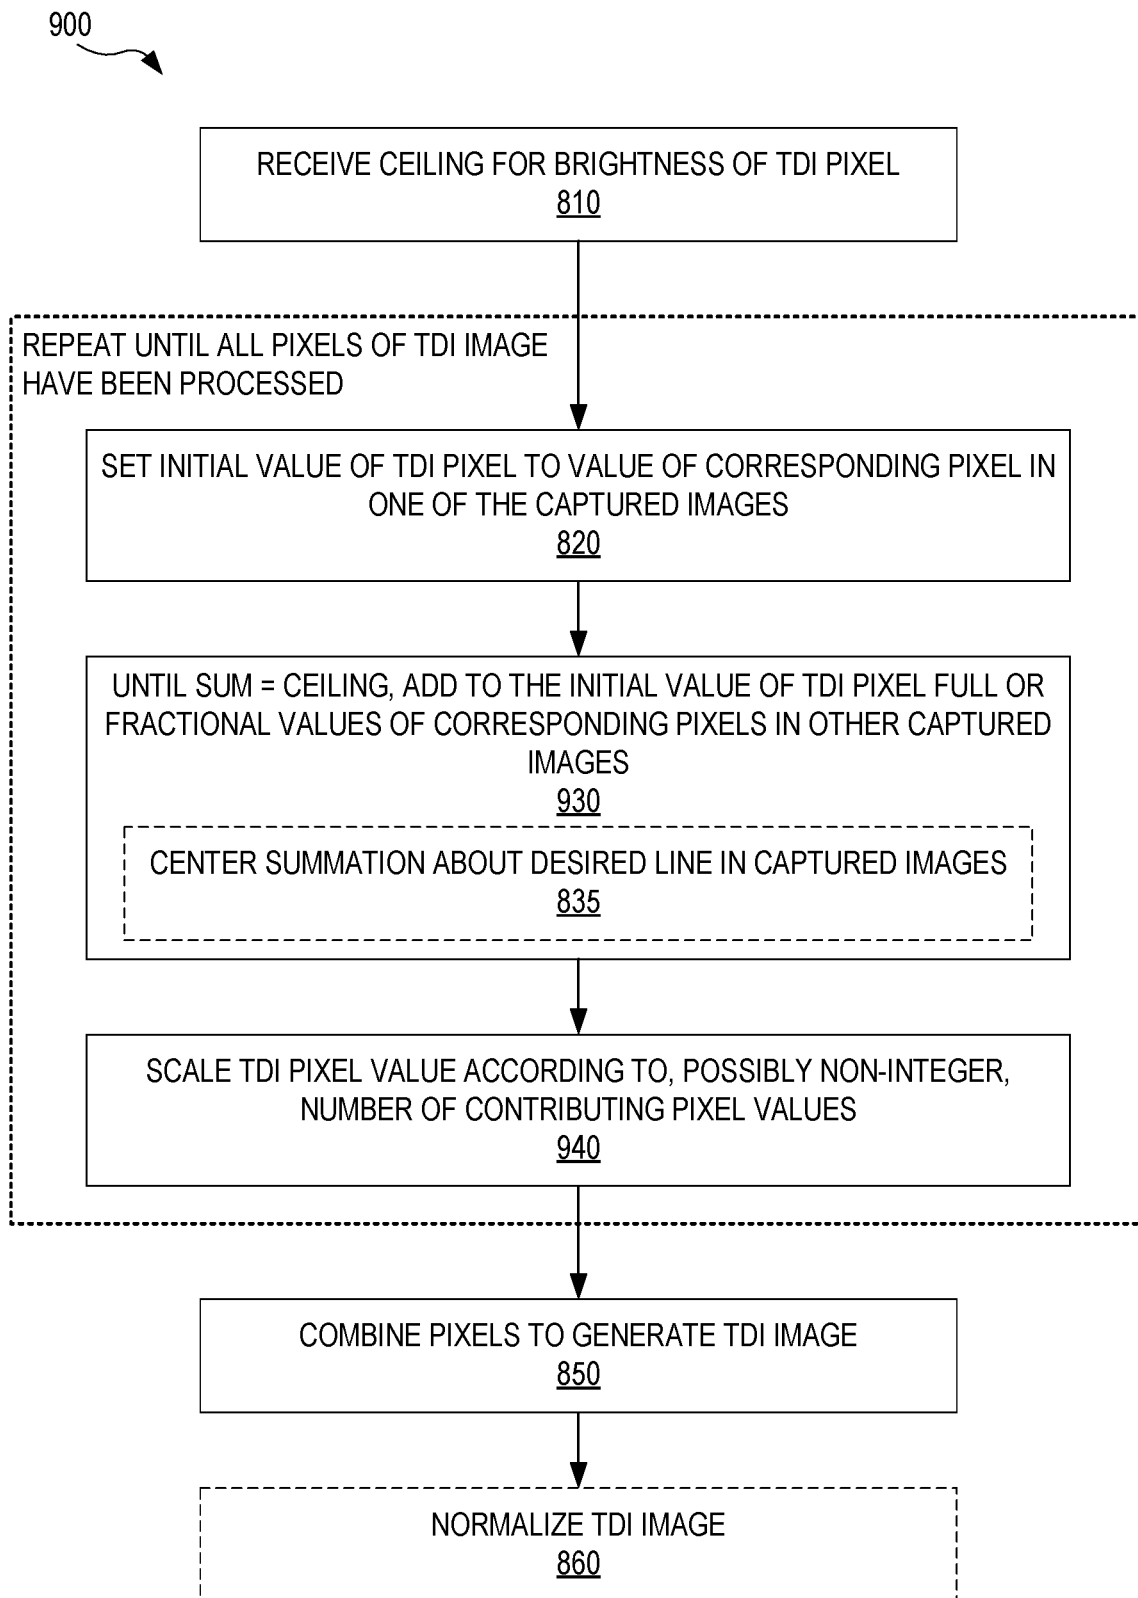 900
RECEIVE CEILING FOR BRIGHTNESS OF TDI PIXEL
810
REPEAT UNTIL ALL PIXELS OF TDI IMAGE
HAVE BEEN PROCESSED
SET INITIAL VALUE OF TDI PIXEL TO VALUE OF CORRESPONDING PIXEL IN
ONE OF THE CAPTURED IMAGES
820
UNTIL SUM = CEILING, ADD TO THE INITIAL VALUE OF TDI PIXEL FULL OR
FRACTIONAL VALUES OF CORRESPONDING PIXELS IN OTHER CAPTURED
IMAGES
930
CENTER SUMMATION ABOUT DESIRED LINE IN CAPTURED IMAGES
835
SCALE TDI PIXEL VALUE ACCORDING TO, POSSIBLY NON-INTEGER,
NUMBER OF CONTRIBUTING PIXEL VALUES
940
COMBINE PIXELS TO GENERATE TDI IMAGE
850
NORMALIZE TDI IMAGE
860